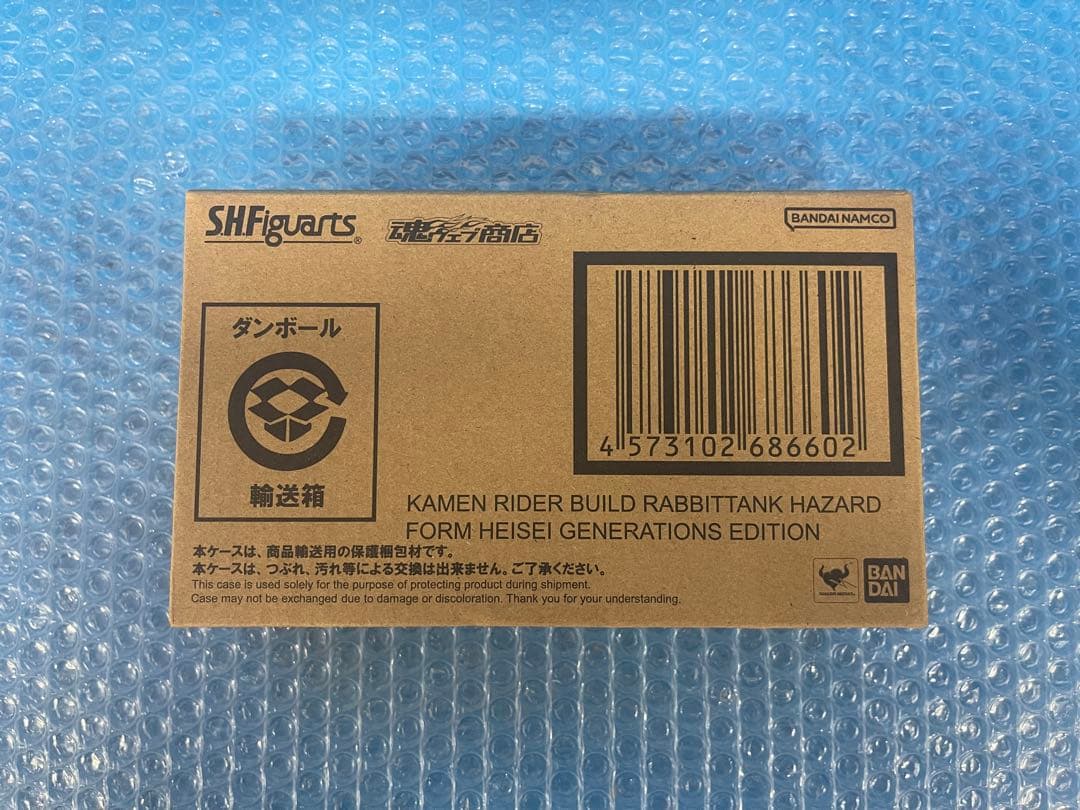 S.H.Figuarts®
魂ウェブ商店
BANDAI NAMCO
ダンボール
輸送箱
4 573102 686602
KAMEN RIDER BUILD RABBITTANK HAZARD
FORM HEISEI GENERATIONS EDITION
本ケースは、商品輸送用の保護梱包材です。
本ケースは、つぶれ、汚れ等による交換は出来ません。ご了承ください。
This case is used solely for the purpose of protecting product during shipment.
Case may not be exchanged due to damage or discoloration. Thank you for your understanding.
BAN
DAI